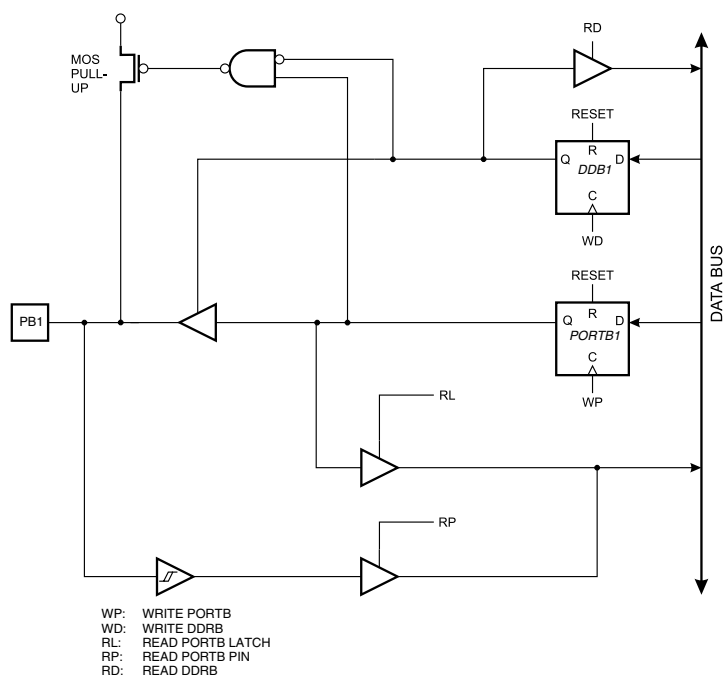 RD
MOS
PULL-
UP
RESET
R
Q
D
DDB1
C
WD
RESET
R
Q
D
PORTB1
C
WP
PB1
DATA BUS
RL
RP
WP: WRITE PORTB
WD: WRITE DDRB
RL: READ PORTB LATCH
RP: READ PORTB PIN
RD: READ DDRB